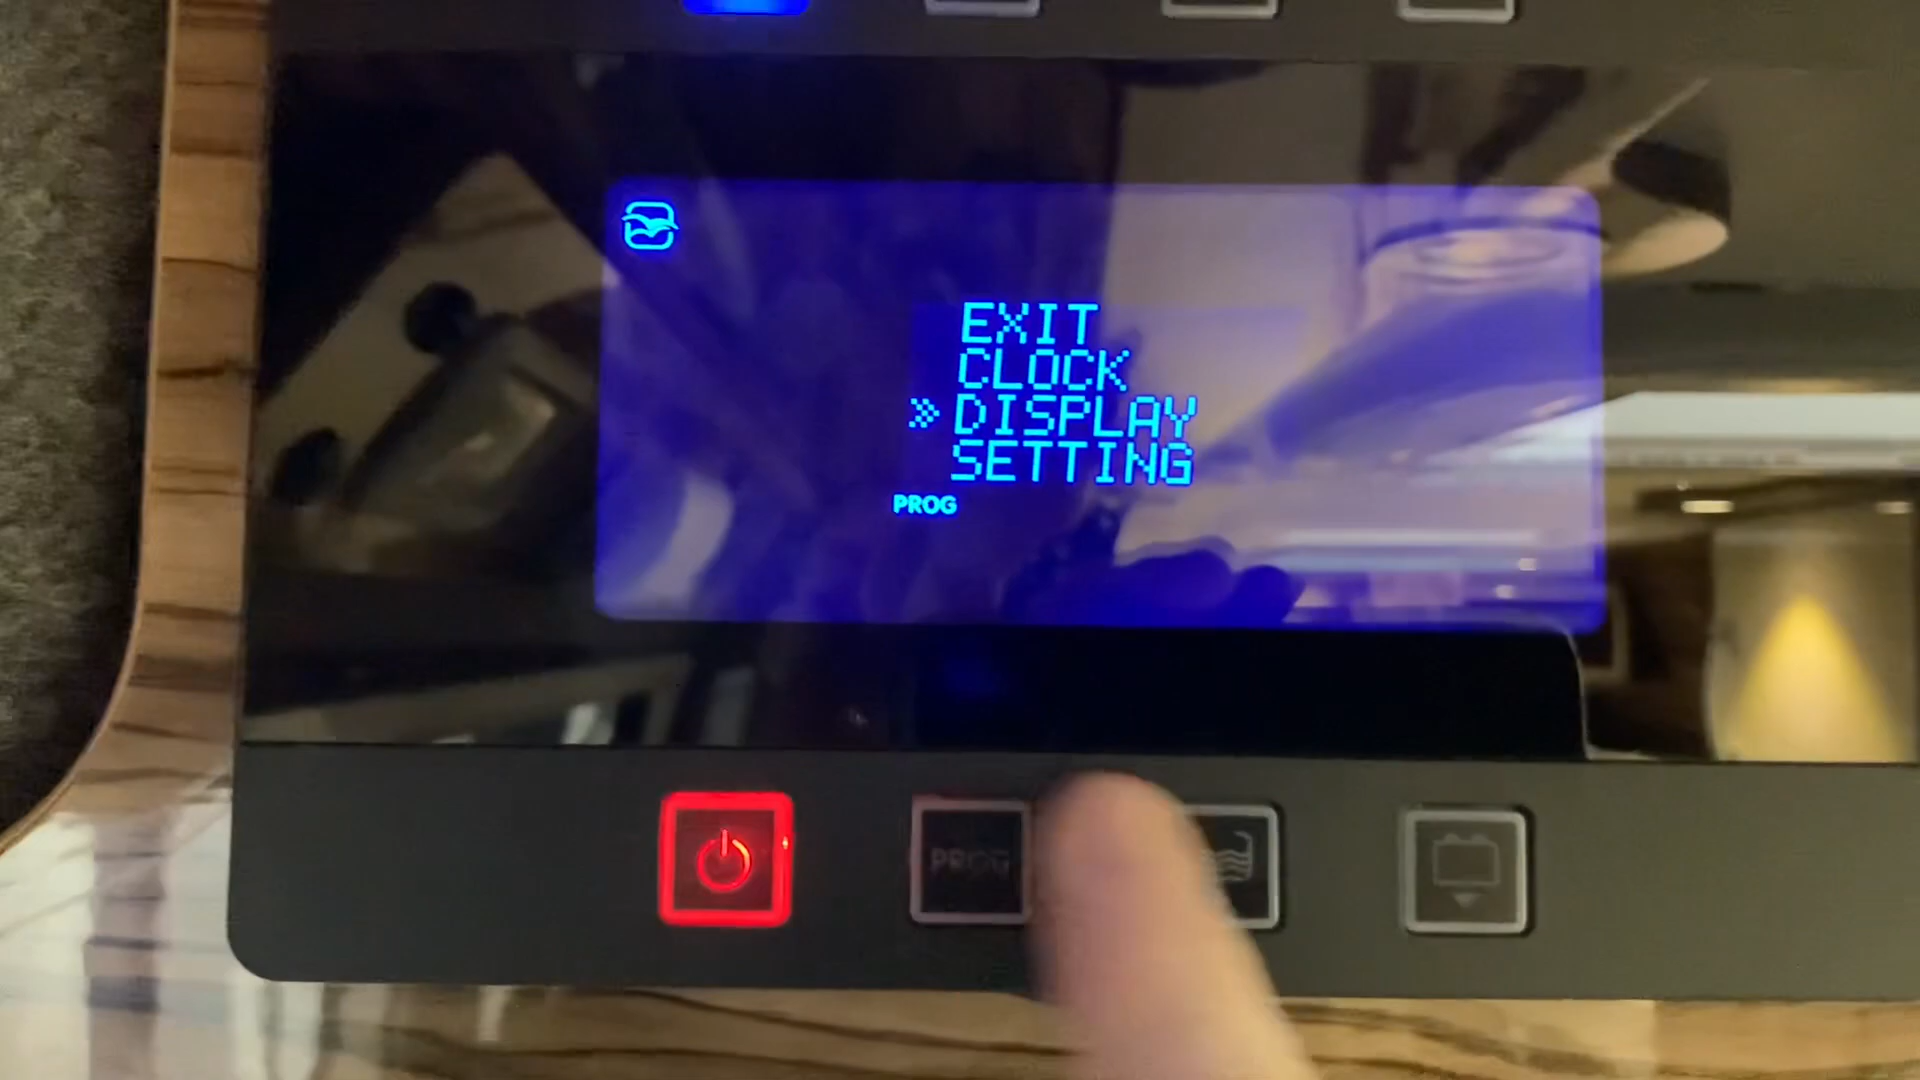 EXIT
CLOCK
» DISPLAY
SETTING
PROG
PROG